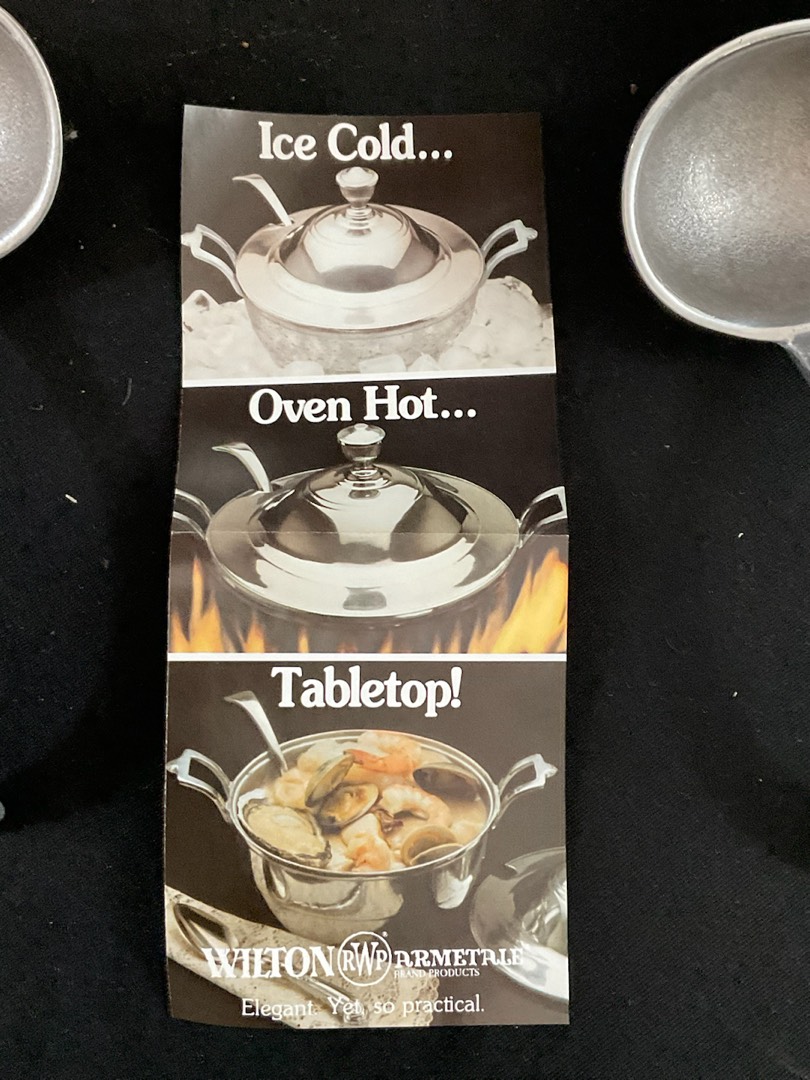 Ice Cold...
Oven Hot...
Tabletop!
WILTON RWP ARMETALE®
BRAND PRODUCTS
Elegant. Yet, so practical.